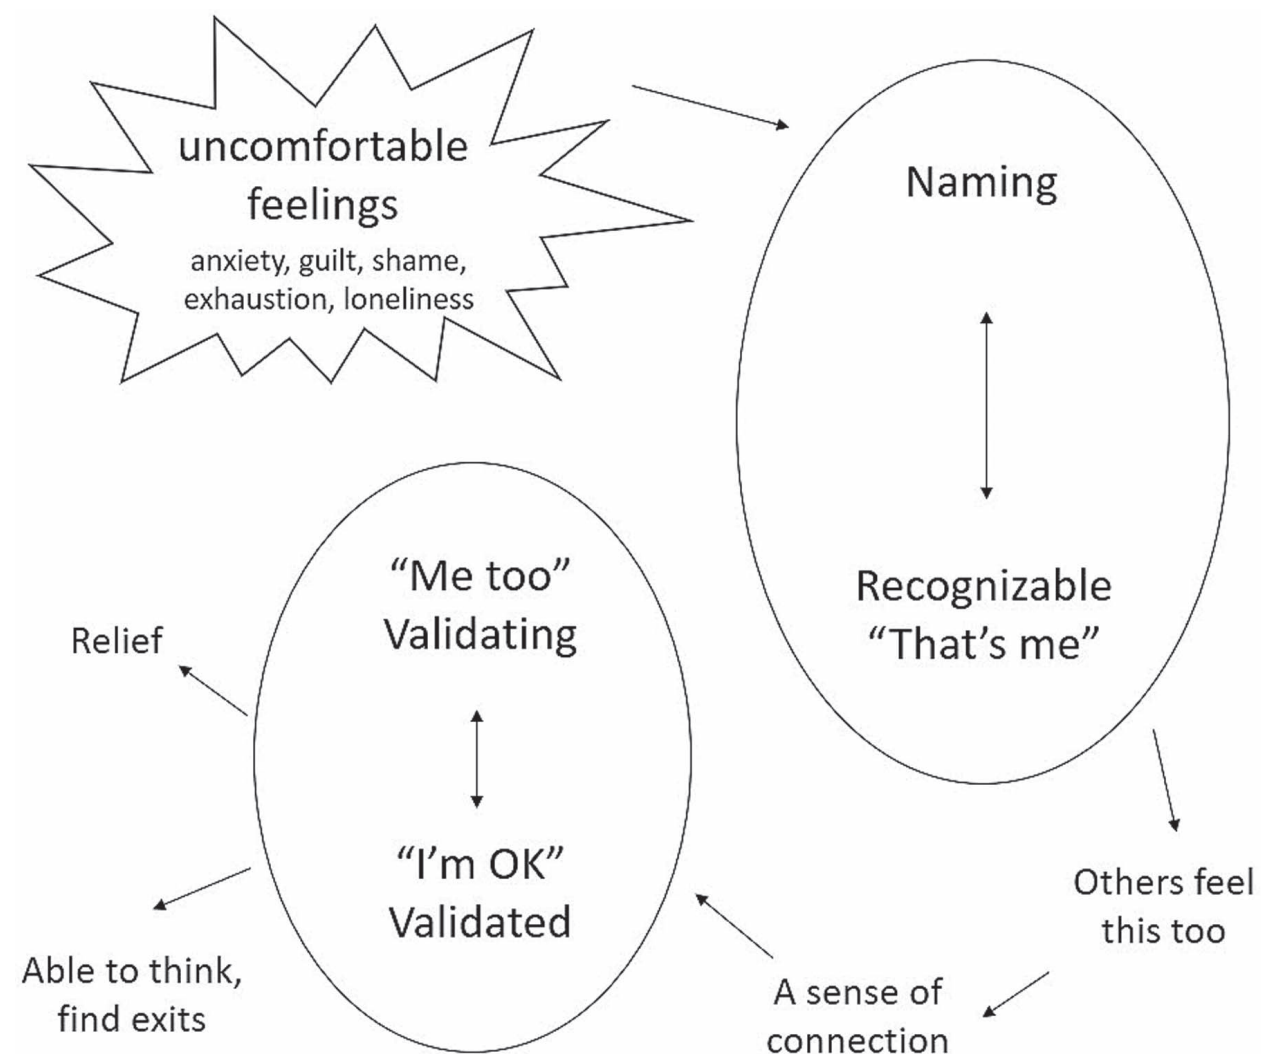 uncomfortable
feelings
anxiety, guilt, shame,
exhaustion, loneliness
Naming
Recognizable
“That’s me”
Others feel
this too
A sense of
connection
“Me too”
Validating
“I’m OK”
Validated
Relief
Able to think,
find exits